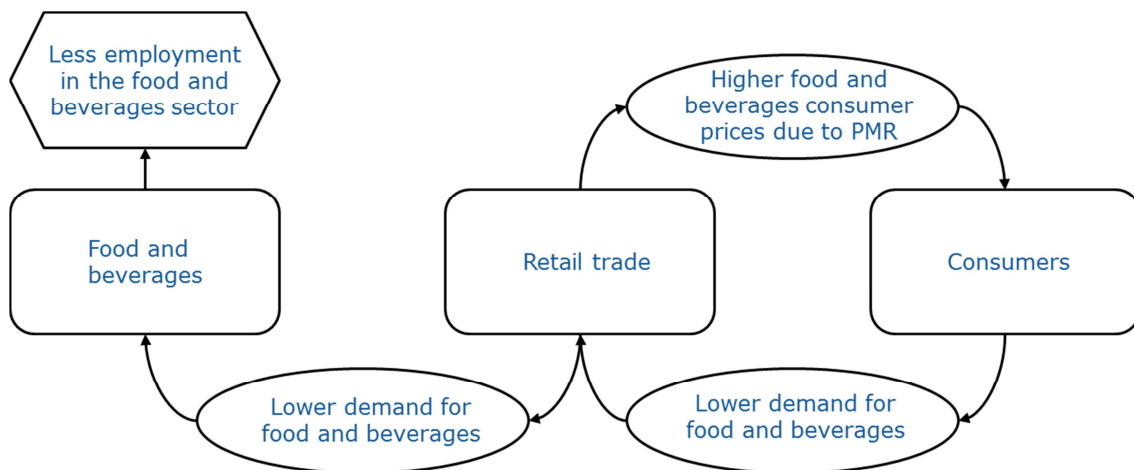 Less employment
in the food and
beverages sector
Higher food and
beverages consumer
prices due to PMR
Food and
beverages
Retail trade
Consumers
Lower demand for
food and beverages
Lower demand for
food and beverages